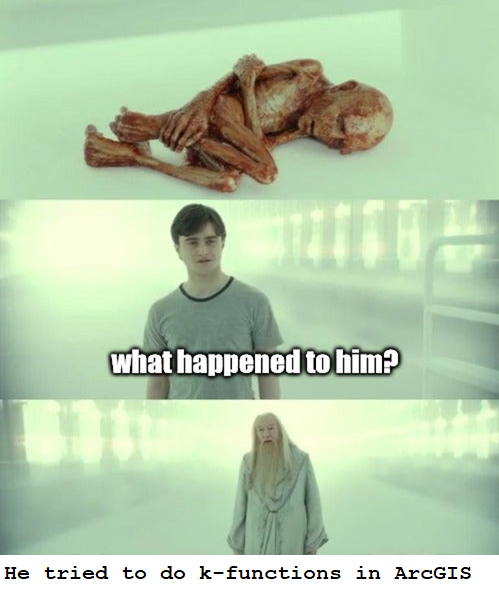 what happened to him?
He tried to do k-functions in ArcGIS